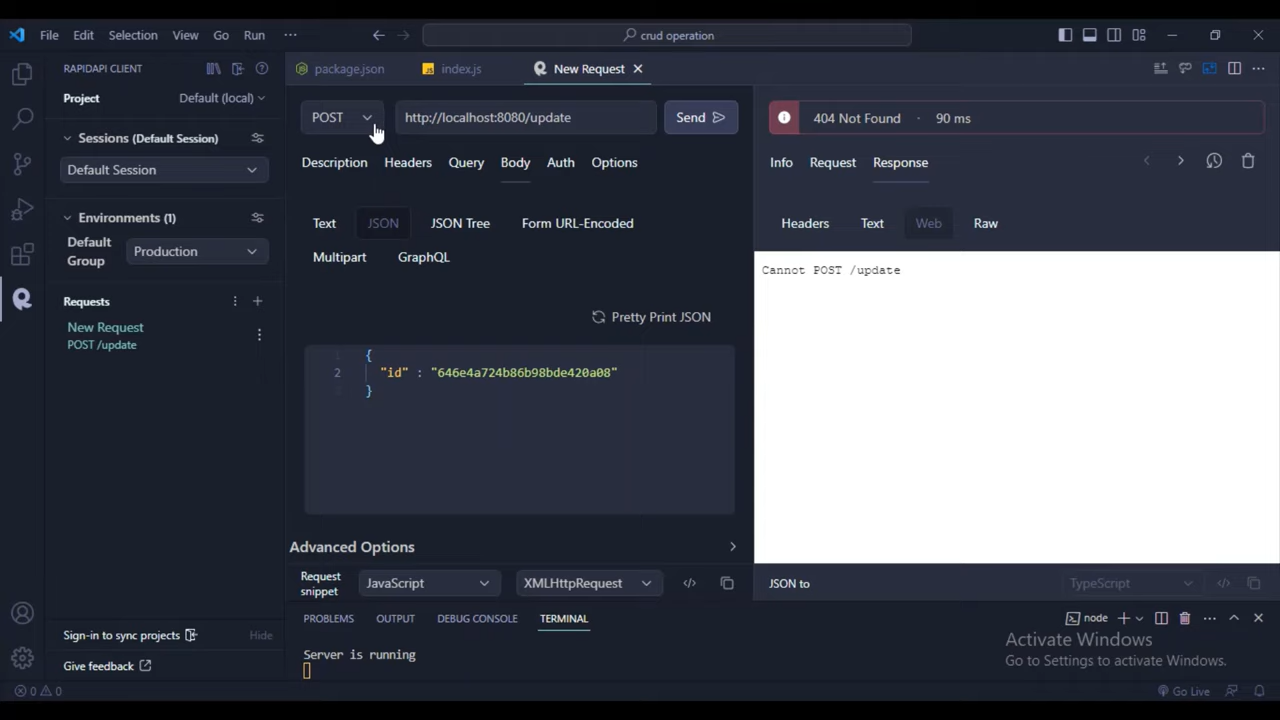 File Edit Selection View Go Run ··· crud operation
RAPIDAPI CLIENT
Project Default (local)
Sessions (Default Session)
Default Session
Environments (1)
Default Group Production
Requests
New Request
POST /update
Sign-in to sync projects Hide
Give feedback
package.json JS index.js New Request
POST http://localhost:8080/update Send
Description Headers Query Body Auth Options
Text JSON JSON Tree Form URL-Encoded
Multipart GraphQL
Pretty Print JSON
1 {
2 "id" : "646e4a724b86b98bde420a08"
}
Advanced Options
Request snippet JavaScript XMLHttpRequest
404 Not Found · 90 ms
Info Request Response
Headers Text Web Raw
Cannot POST /update
JSON to TypeScript
PROBLEMS OUTPUT DEBUG CONSOLE TERMINAL node
Server is running
Activate Windows
Go to Settings to activate Windows.
0 0 Go Live